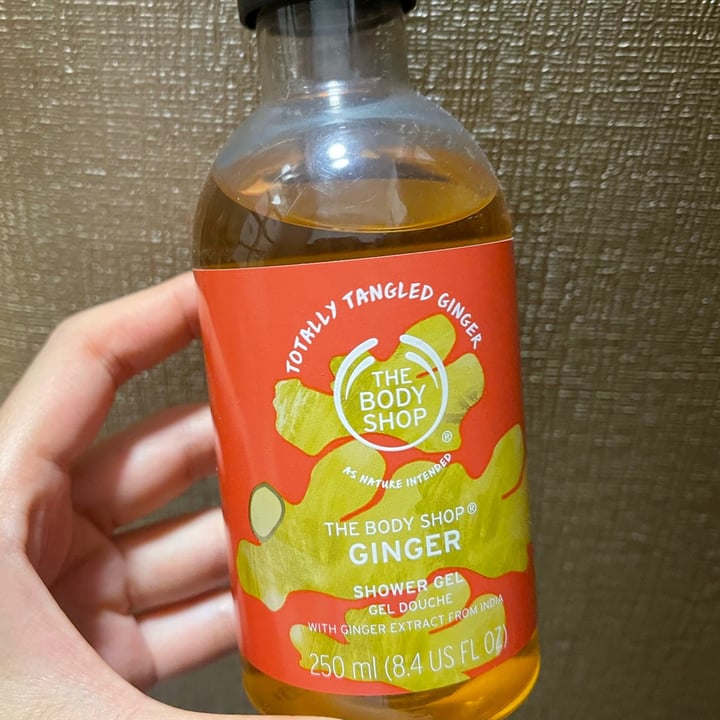 TOTALLY TANGLED GINGER
THE
BODY
SHOP
®
AS NATURE INTENDED
THE BODY SHOP®
GINGER
SHOWER GEL
GEL DOUCHE
WITH GINGER EXTRACT FROM INDIA
250 ml (8.4 US FL OZ)